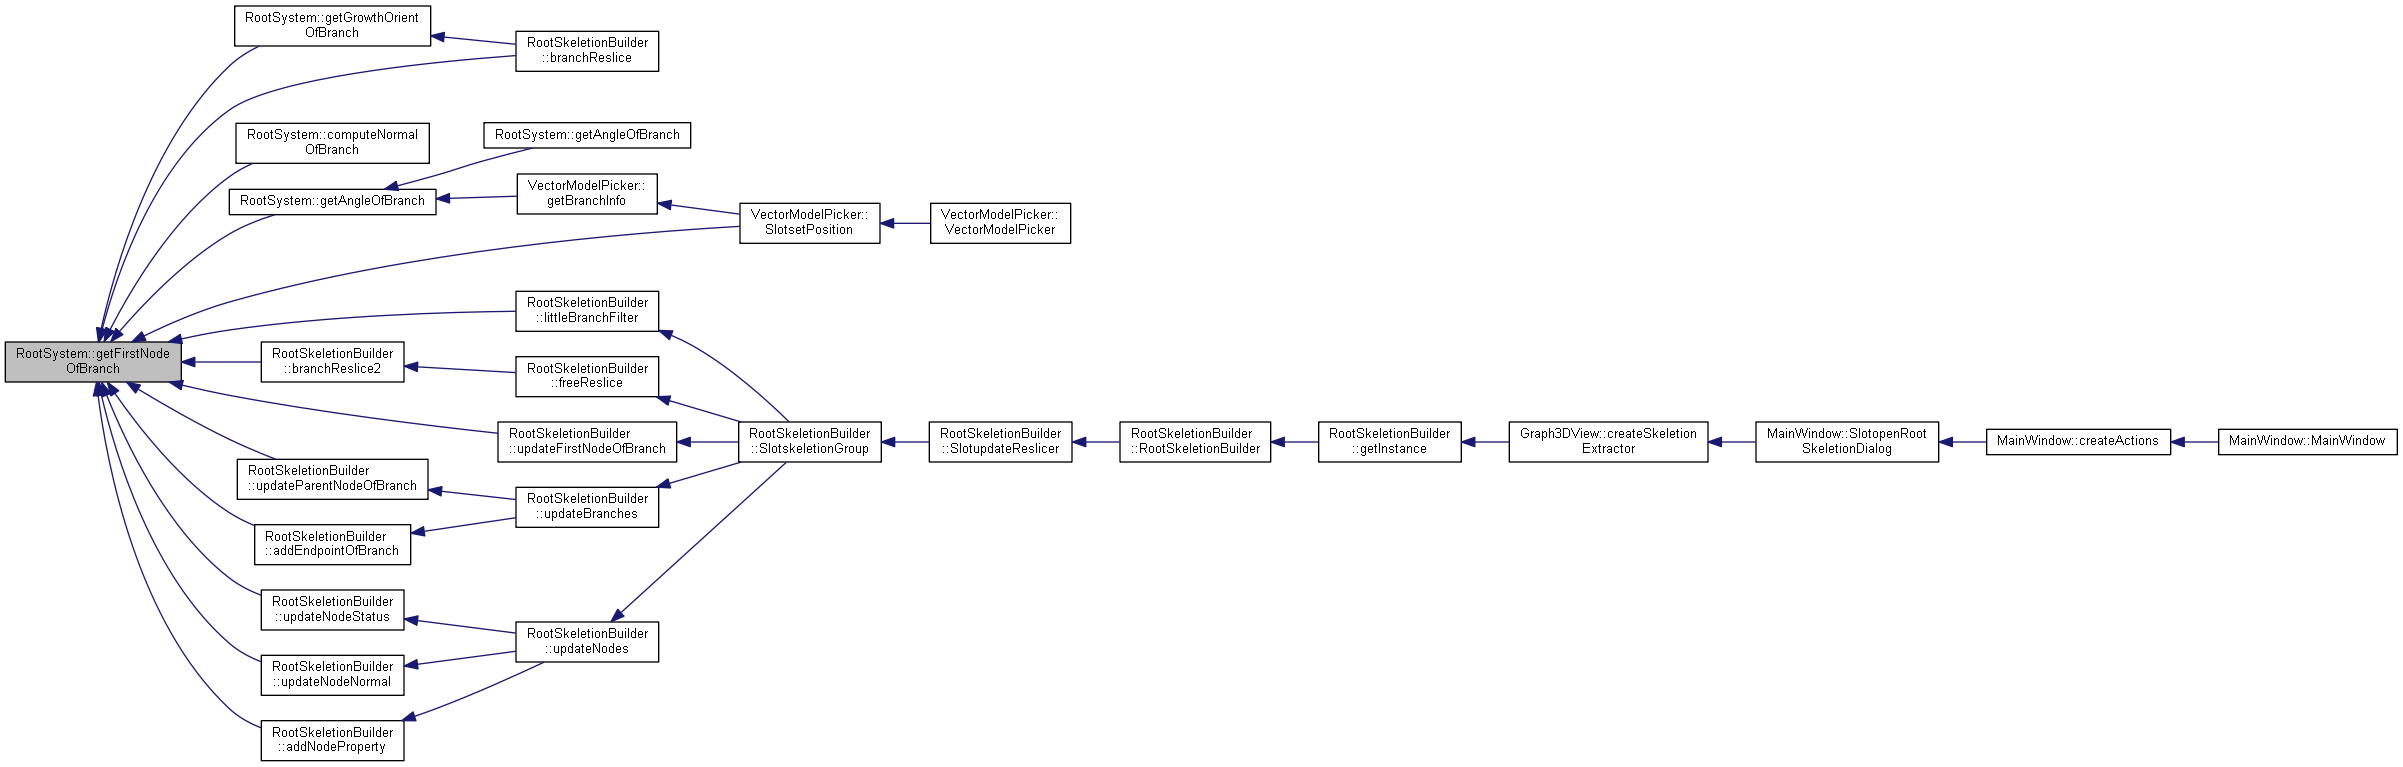 RootSystem::getGrowthOrient
OfBranch
RootSkeletionBuilder
::branchReslice
RootSystem::computeNormal
OfBranch
RootSystem::getAngleOfBranch
RootSystem::getAngleOfBranch
VectorModelPicker::
getBranchInfo
VectorModelPicker::
SlotsetPosition
VectorModelPicker::
VectorModelPicker
RootSkeletionBuilder
::littleBranchFilter
RootSystem::getFirstNode
OfBranch
RootSkeletionBuilder
::branchReslice2
RootSkeletionBuilder
::freeReslice
RootSkeletionBuilder
::updateFirstNodeOfBranch
RootSkeletionBuilder
::SlotskeletionGroup
RootSkeletionBuilder
::SlotupdateReslicer
RootSkeletionBuilder
::RootSkeletionBuilder
RootSkeletionBuilder
::getInstance
Graph3DView::createSkeletion
Extractor
MainWindow::SlotopenRoot
SkeletionDialog
MainWindow::createActions
MainWindow::MainWindow
RootSkeletionBuilder
::updateParentNodeOfBranch
RootSkeletionBuilder
::updateBranches
RootSkeletionBuilder
::addEndpointOfBranch
RootSkeletionBuilder
::updateNodeStatus
RootSkeletionBuilder
::updateNodes
RootSkeletionBuilder
::updateNodeNormal
RootSkeletionBuilder
::addNodeProperty